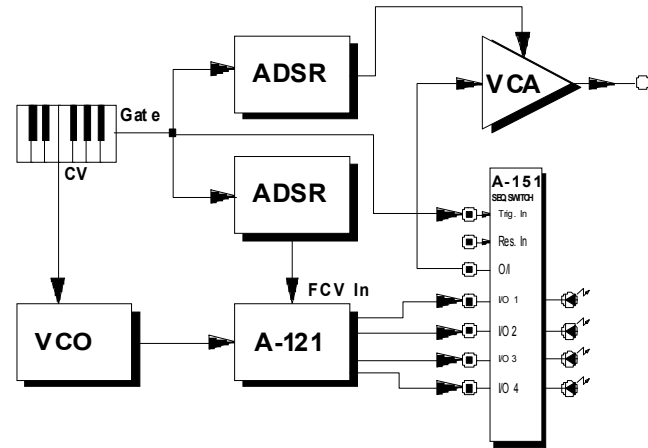 ADSR
VCA
Gate
CV
ADSR
A-151
SEQ.SWITCH
Trig. In
Res. In
O/I
FCV In
I/O 1
VCO
A-121
I/O 2
I/O 3
I/O 4